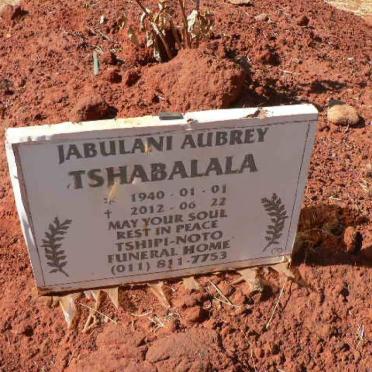 JABULANI AUBREY
TSHABALALA
* 1940 - 01 - 01
† 2012 - 06 22
MAY YOUR SOUL
REST IN PEACE
TSHIPI-NOTO
FUNERAL HOME
(011) 811-7753